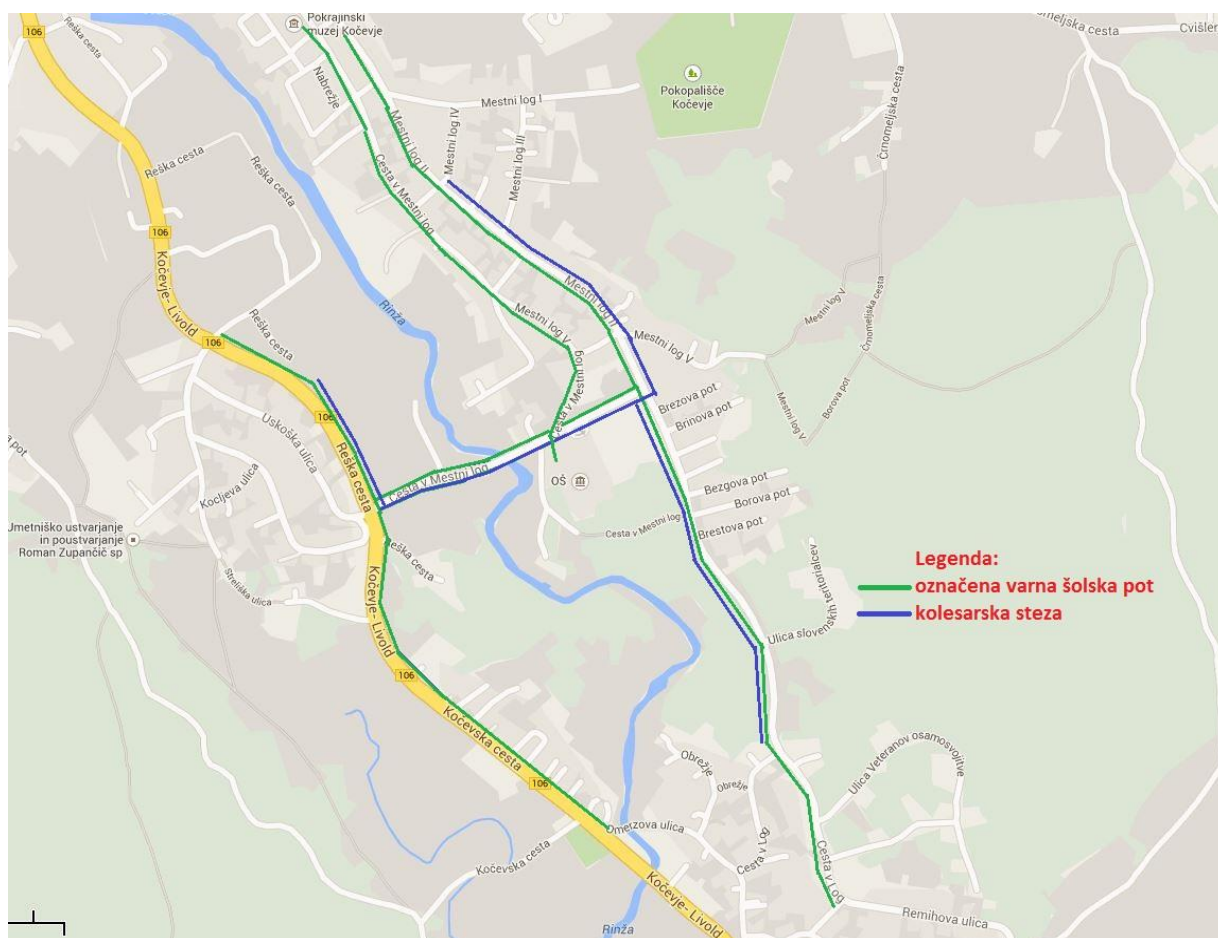 106
Reška cesta
Pokrajinski
muzej Kočevje
Nabrežje
Mestni log I
Pokopališče
Kočevje
Črnomeljska cesta
Mestni log IV
Mestni log III
Mestni log II
Cesta v Mestni log
Reška cesta
Reška cesta
106
Kočevje- Livold
Rinža
Reška cesta
106
Mestni log V
Mestni log II
Mestni log V
Mestni log V
Črnomeljska cesta
Mestni log V
Borova pot
Cesta v Mestni log
Brezova pot
Brinova pot
106
Uskoška ulica
Kocljeva ulica
Reška cesta
Cesta v Mestni log
OŠ
Bezgova pot
Borova pot
Brestova pot
Cesta v Mestni log
Umetniško ustvarjanje
in poustvarjanje
Roman Zupančič sp
Reška cesta
Streliška ulica
Kočevje- Livold
106
Ulica slovenskih teritorialcev
Legenda:
označena varna šolska pot
kolesarska steza
Kočevska cesta
106
Obrežje
Obrežje
Ulica Veteranov osamosvojitve
Ometzova ulica
Cesta v Log
Cesta v Log
Kočevska cesta
Kočevje- Livold
Rinža
Remihova ulica